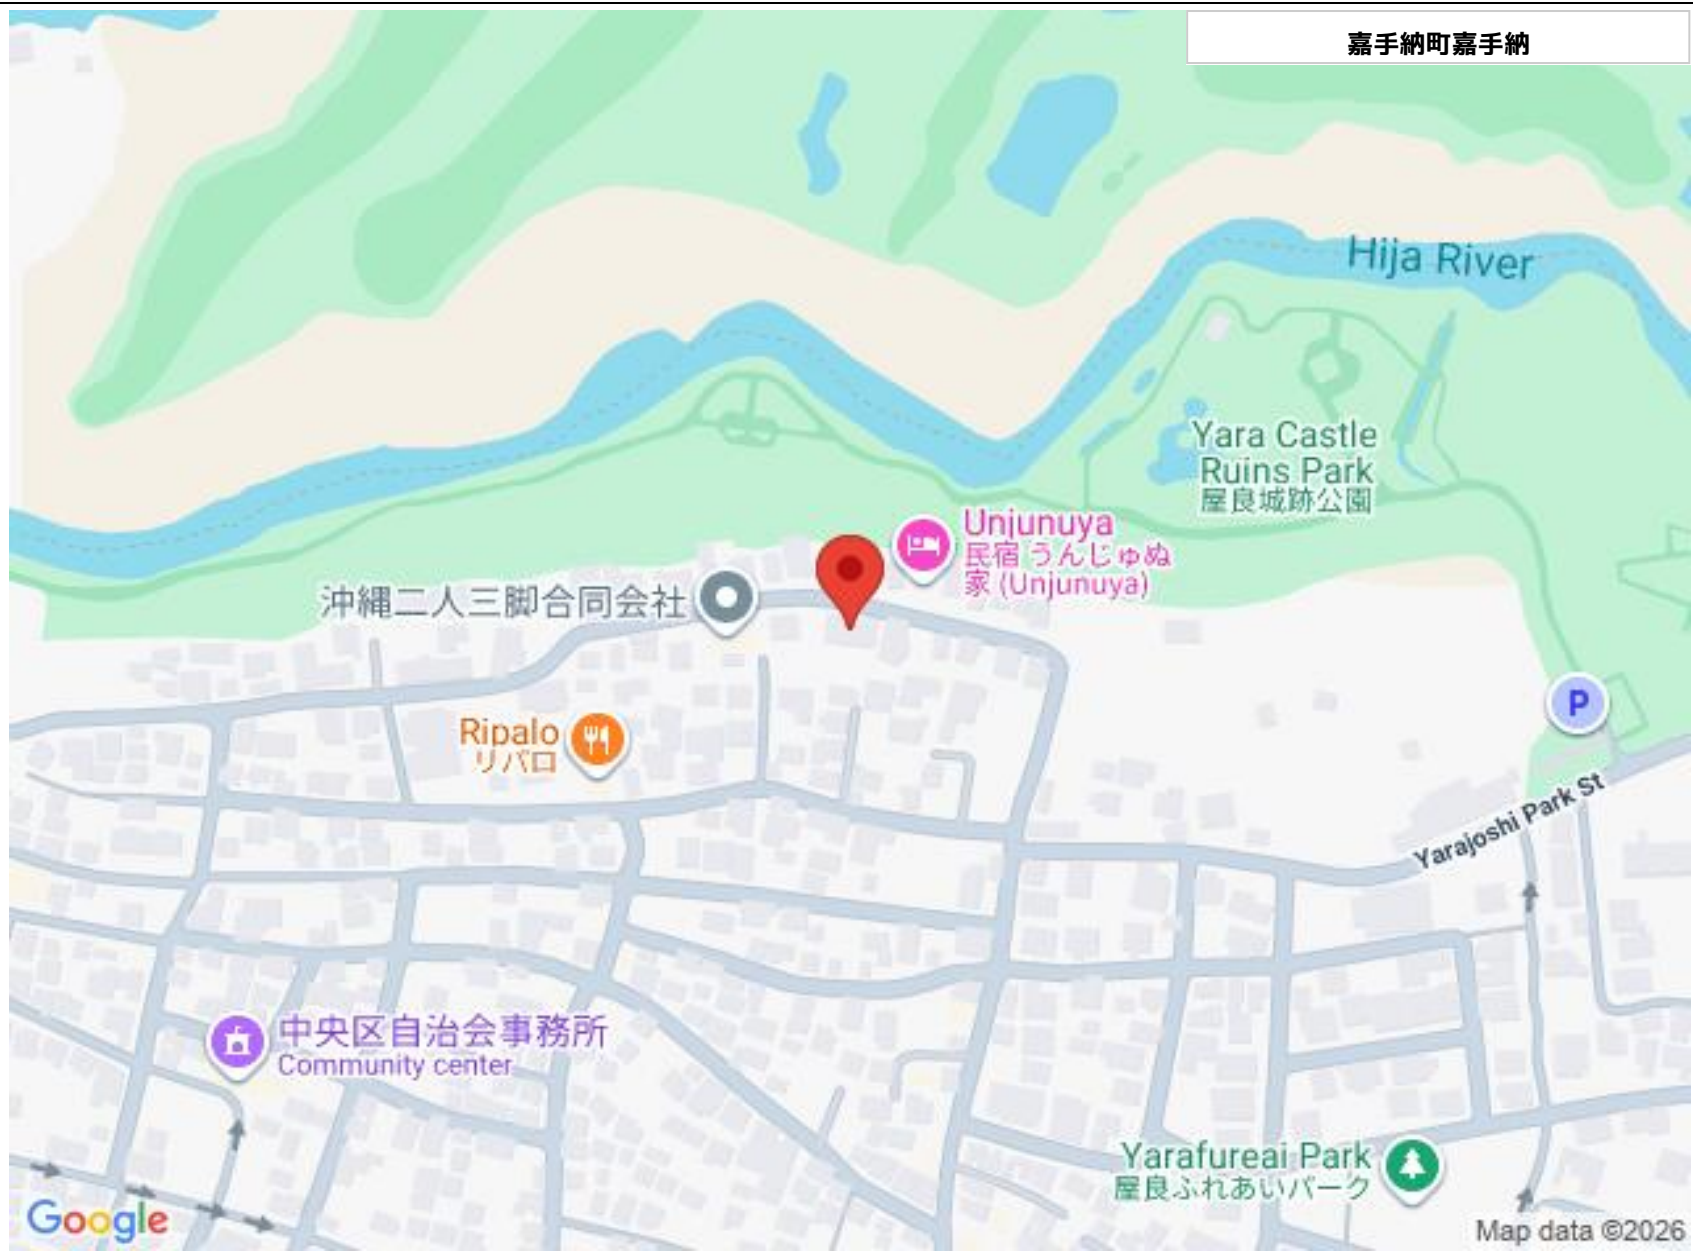 嘉手納町嘉手納
Hija River
Yara Castle
Ruins Park
屋良城跡公園
Unjunuya
民宿 うんじゅぬ
家 (Unjunuya)
沖縄二人三脚合同会社
Ripalo
リパロ
P
Yarajoshi Park St
中央区自治会事務所
Community center
Yarafureai Park
屋良ふれあいパーク
Google
Map data ©2026